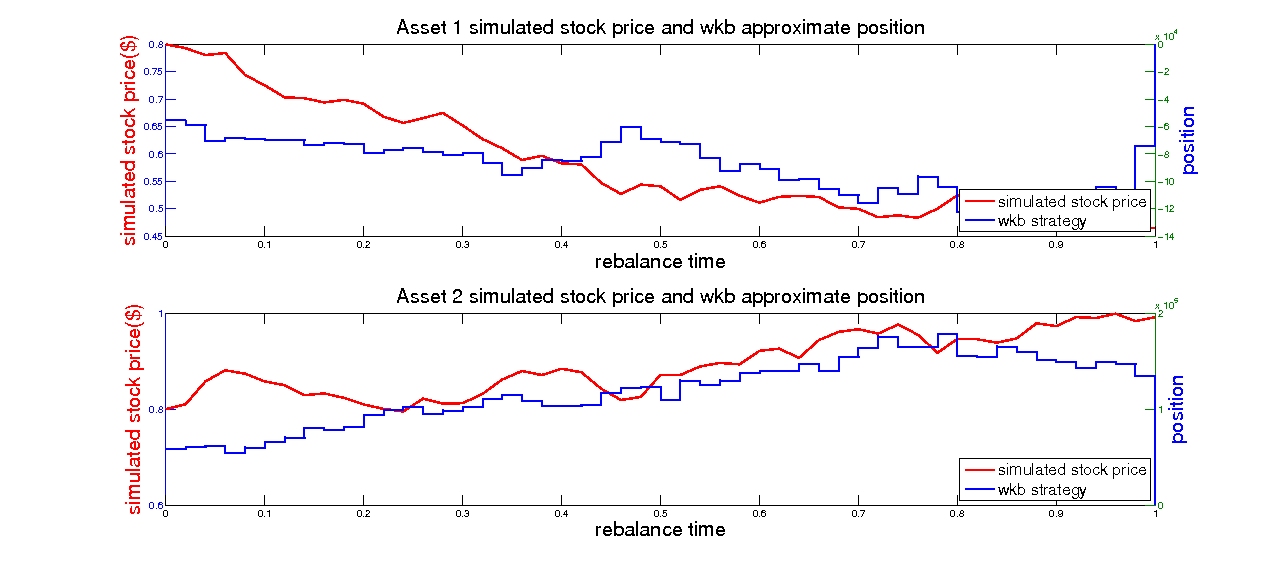 Asset 1 simulated stock price and wkb approximate position
x 10^4
simulated stock price($)
0.8
0.75
0.7
0.65
0.6
0.55
0.5
0.45
0
-2
-4
-6
-8
-10
-12
-14
position
simulated stock price
wkb strategy
0 0.1 0.2 0.3 0.4 0.5 0.6 0.7 0.8 0.9 1
rebalance time
Asset 2 simulated stock price and wkb approximate position
simulated stock price($)
1
0.8
0.6
2
1
0
position
simulated stock price
wkb strategy
0 0.1 0.2 0.3 0.4 0.5 0.6 0.7 0.8 0.9 1
rebalance time